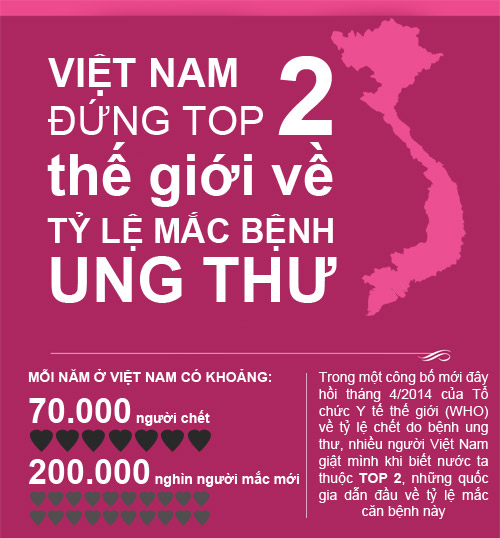 VIỆT NAM
ĐỨNG TOP 2
thế giới về
TỶ LỆ MẮC BỆNH
UNG THƯ
MỖI NĂM Ở VIỆT NAM CÓ KHOẢNG:
70.000 người chết
200.000 nghìn người mắc mới
Trong một công bố mới đây
hồi tháng 4/2014 của Tổ
chức Y tế thế giới (WHO)
về tỷ lệ chết do bệnh ung
thư, nhiều người Việt Nam
giật mình khi biết nước ta
thuộc TOP 2, những quốc
gia dẫn đầu về tỷ lệ mắc
căn bệnh này